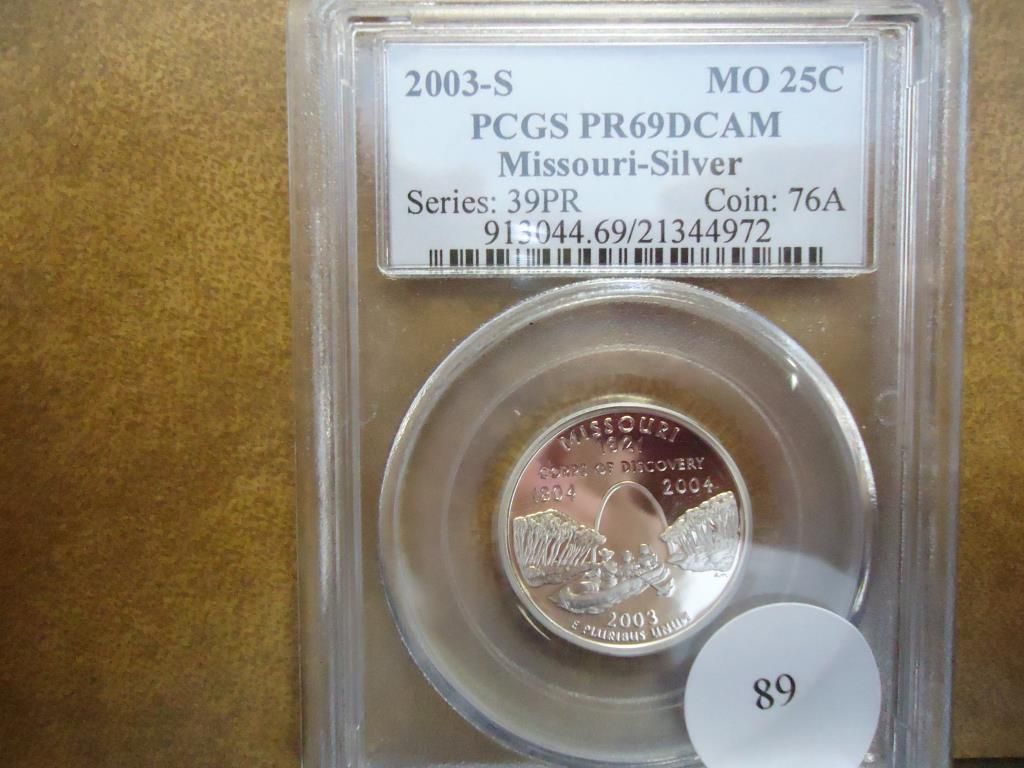 2003-S MO 25C
PCGS PR69DCAM
Missouri-Silver
Series: 39PR Coin: 76A
913044.69/21344972
MISSOURI
1821
CORPS OF DISCOVERY
1804 2004
2003
E PLURIBUS UNUM
89